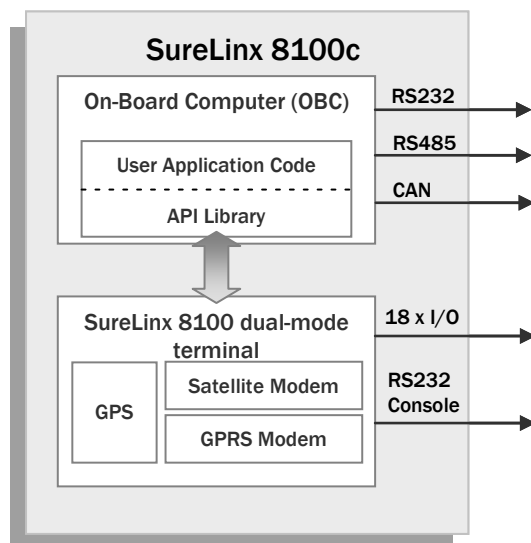 SureLinx 8100c
On-Board Computer (OBC)
RS232
RS485
CAN
User Application Code
API Library
SureLinx 8100 dual-mode
terminal
18 x I/O
RS232
Console
GPS
Satellite Modem
GPRS Modem